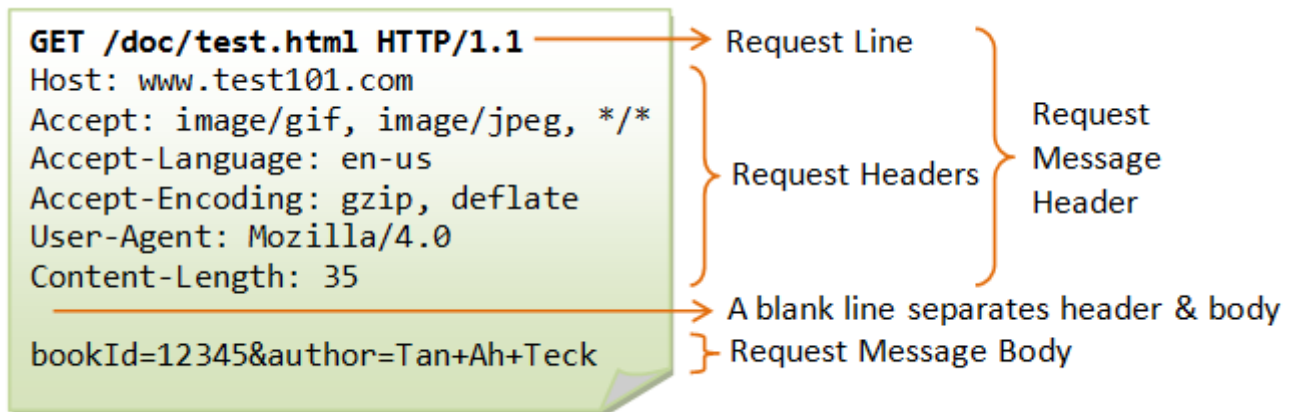 GET /doc/test.html HTTP/1.1
Request Line
Host: www.test101.com
Accept: image/gif, image/jpeg, */*
Accept-Language: en-us
Accept-Encoding: gzip, deflate
User-Agent: Mozilla/4.0
Content-Length: 35
Request Headers
Request
Message
Header
A blank line separates header & body
bookId=12345&author=Tan+Ah+Teck
Request Message Body